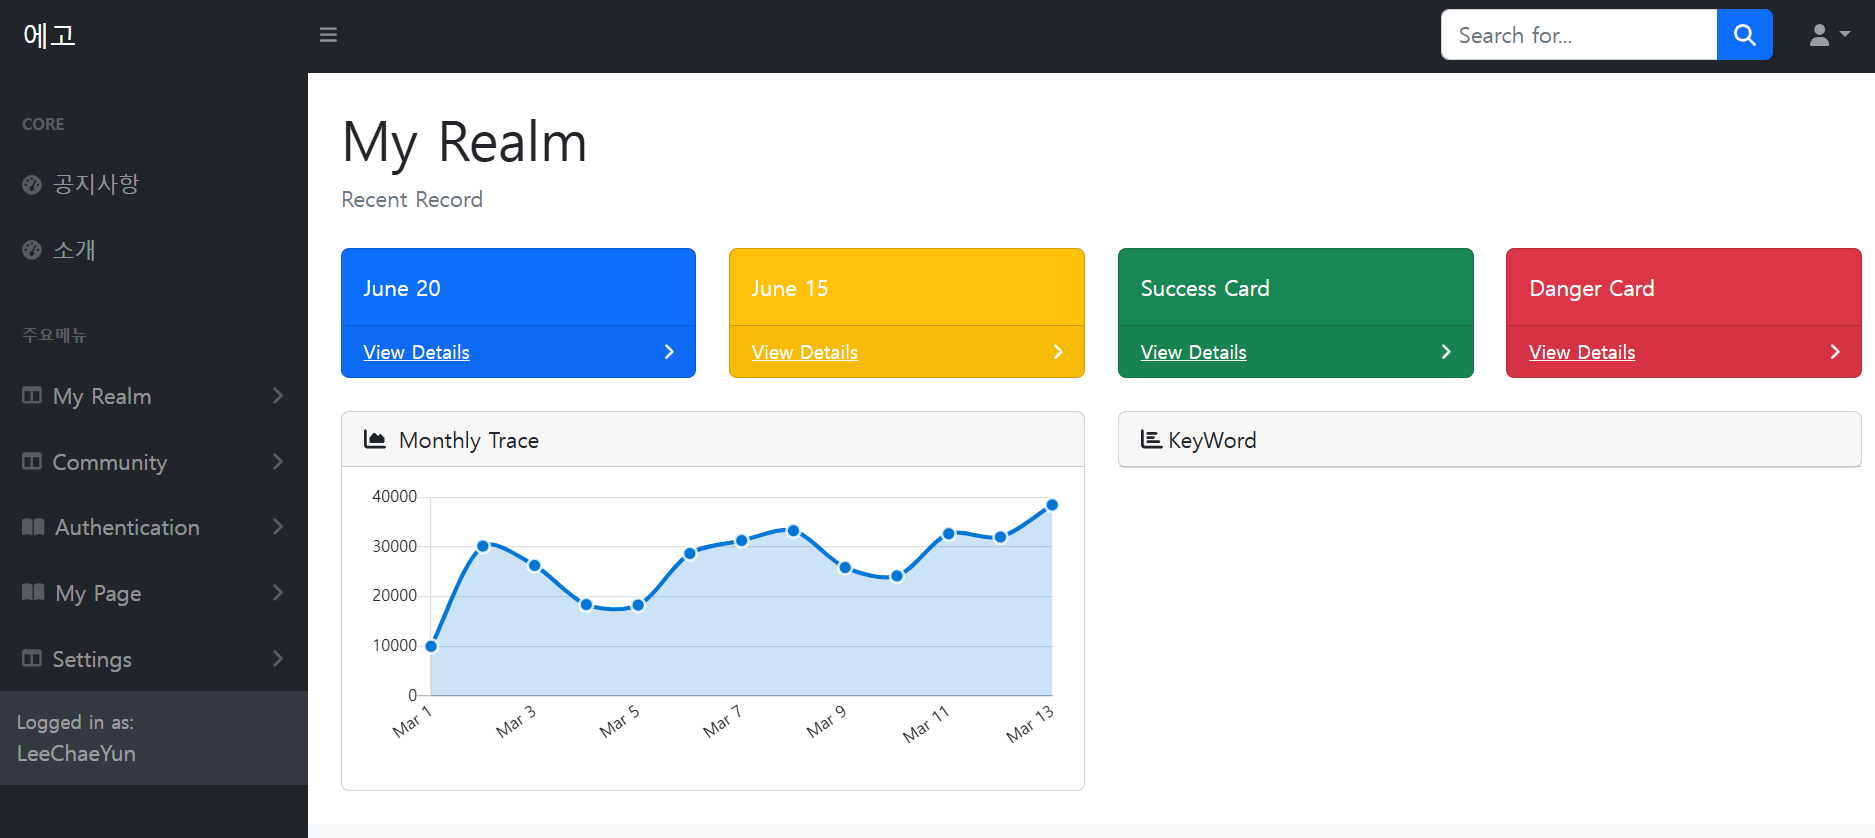 에고
Search for...
CORE
공지사항
소개
주요메뉴
My Realm
Community
Authentication
My Page
Settings
Logged in as:
LeeChaeYun
My Realm
Recent Record
June 20
View Details
June 15
View Details
Success Card
View Details
Danger Card
View Details
Monthly Trace
40000
30000
20000
10000
0
Mar 1
Mar 3
Mar 5
Mar 7
Mar 9
Mar 11
Mar 13
KeyWord